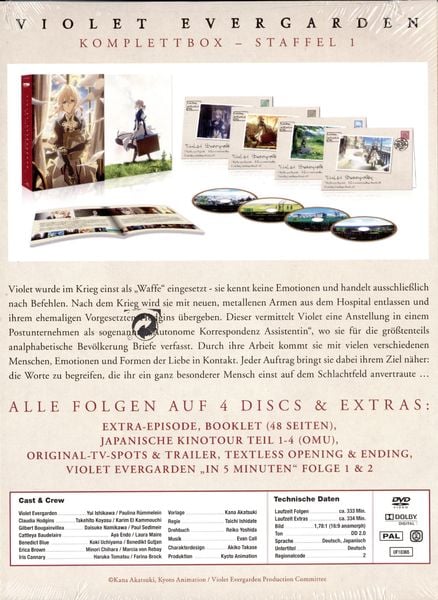 VIOLET EVERGARDEN
KOMPLETTBOX – STAFFEL 1
Violet wurde im Krieg einst als „Waffe" eingesetzt - sie kennt keine Emotionen und handelt ausschließlich
nach Befehlen. Nach dem Krieg wird sie mit neuen, metallenen Armen aus dem Hospital entlassen und
ihrem ehemaligen Vorgesetzten übergeben. Dieser vermittelt Violet eine Anstellung in einem
Postunternehmen als sogenannte „Autonome Korrespondenz Assistentin", wo sie für die größtenteils
analphabetische Bevölkerung Briefe verfasst. Durch ihre Arbeit kommt sie mit vielen verschiedenen
Menschen, Emotionen und Formen der Liebe in Kontakt. Jeder Auftrag bringt sie dabei ihrem Ziel näher:
die Worte zu begreifen, die ihr ein ganz besonderer Mensch einst auf dem Schlachtfeld anvertraute …
ALLE FOLGEN AUF 4 DISCS & EXTRAS:
EXTRA-EPISODE, BOOKLET (48 SEITEN),
JAPANISCHE KINOTOUR TEIL 1-4 (OMU),
ORIGINAL-TV-SPOTS & TRAILER, TEXTLESS OPENING & ENDING,
VIOLET EVERGARDEN „IN 5 MINUTEN" FOLGE 1 & 2
Cast & Crew
Violet Evergarden Yui Ishikawa / Paulina Rümmelein
Claudia Hodgins Takehito Koyasu / Karim El Kammouchi
Gilbert Bougainvillea Daisuke Namikawa / Paul Sedlmeir
Cattleya Baudelaire Aya Endo / Laura Maire
Benedict Blue Koki Uchiyama / Benedikt Gutjan
Erica Brown Minori Chihara / Marcia von Rebay
Iris Cannary Haruka Tomatsu / Farina Brock
Vorlage Kana Akatsuki
Regie Taichi Ishidate
Drehbuch Reiko Yoshida
Musik Evan Call
Charakterdesign Akiko Takase
Animation Kyoto Animation
Technische Daten
Laufzeit Folgen ca. 333 Min.
Laufzeit Extras ca. 334 Min.
Bild 1,78:1 (16:9 anamorph)
Ton DD 2.0
Sprache Deutsch, Japanisch
Untertitel Deutsch
Regionalcode 2
DVD
VIDEO
DOLBY
DIGITAL
PAL
UF10365
©Kana Akatsuki, Kyoto Animation / Violet Evergarden Production Committee